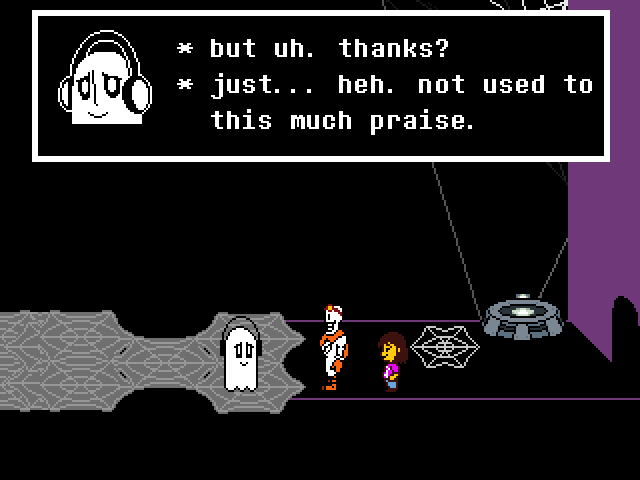 * but uh. thanks?
* just... heh. not used to
this much praise.